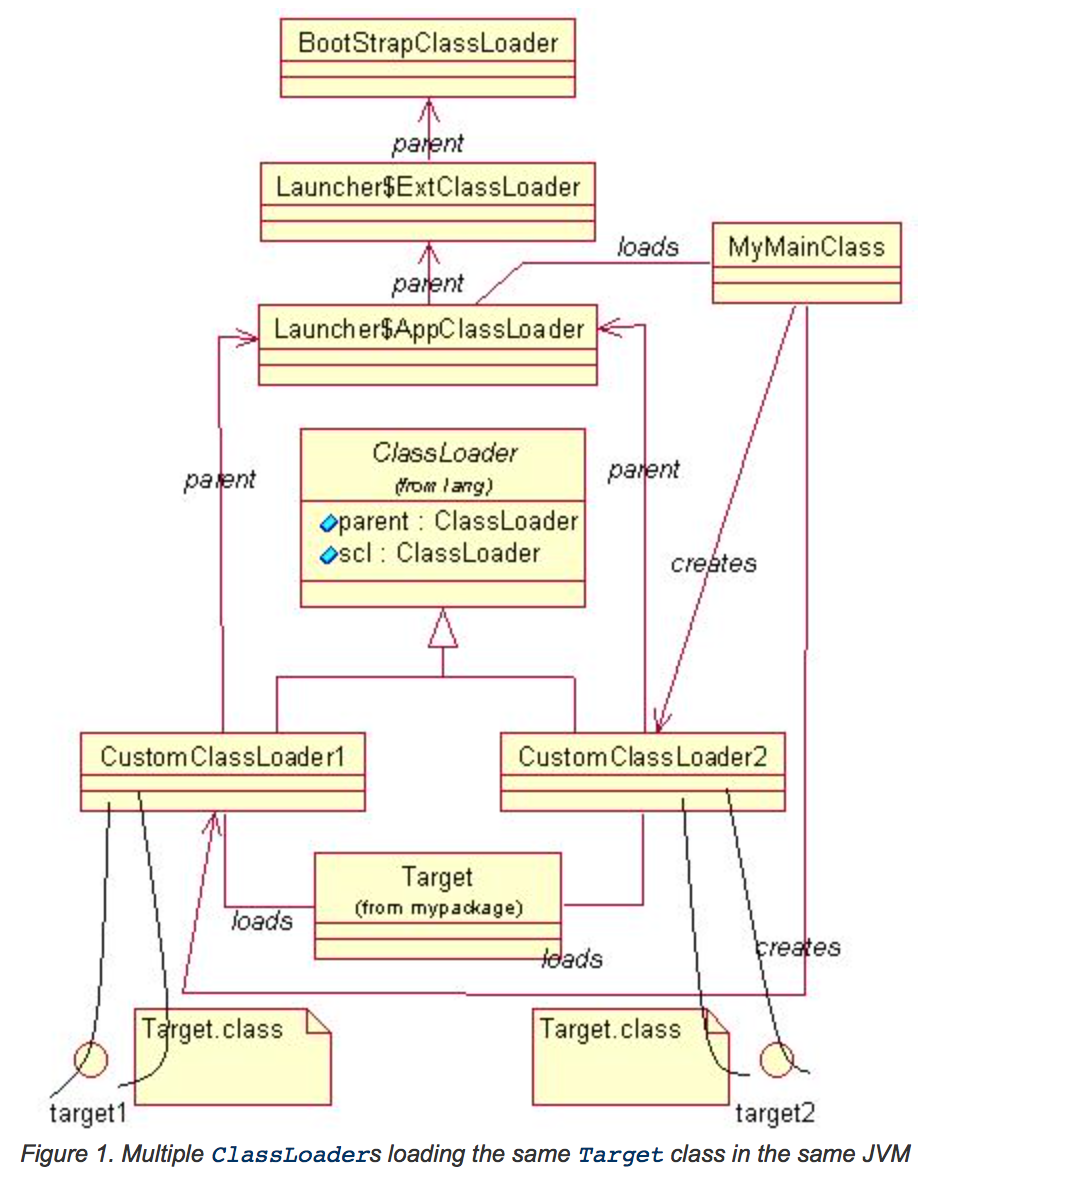 BootStrapClassLoader
parent
Launcher$ExtClassLoader
loads
MyMainClass
parent
Launcher$AppClassLoader
ClassLoader
(from lang)
parent
parent
parent : ClassLoader
scl : ClassLoader
creates
CustomClassLoader1
CustomClassLoader2
Target
(from mypackage)
loads
loads
creates
Target.class
Target.class
target1
target2
Figure 1. Multiple ClassLoaders loading the same Target class in the same JVM